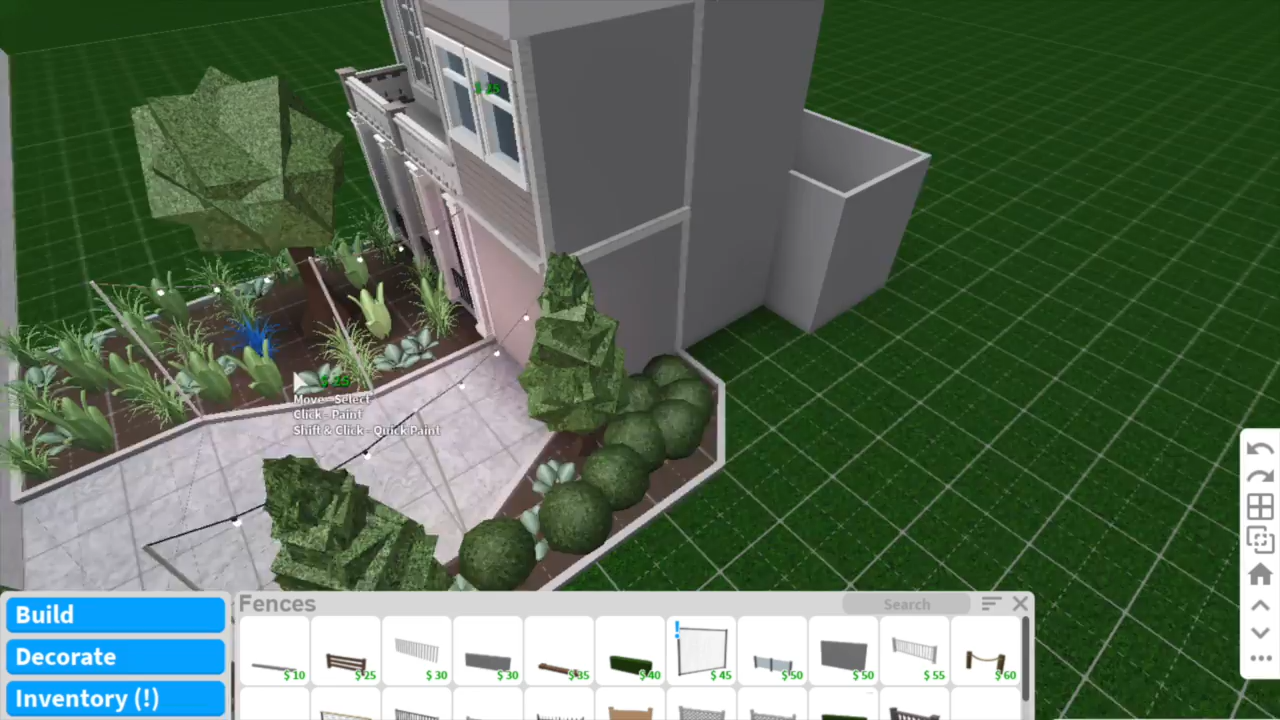 $ 25
$ 25
Move - Select
Click - Paint
Shift & Click - Quick Paint
Build
Decorate
Inventory (!)
Fences
Search
!
$ 10
$ 25
$ 30
$ 30
$ 35
$ 40
$ 45
$ 50
$ 50
$ 55
$ 60